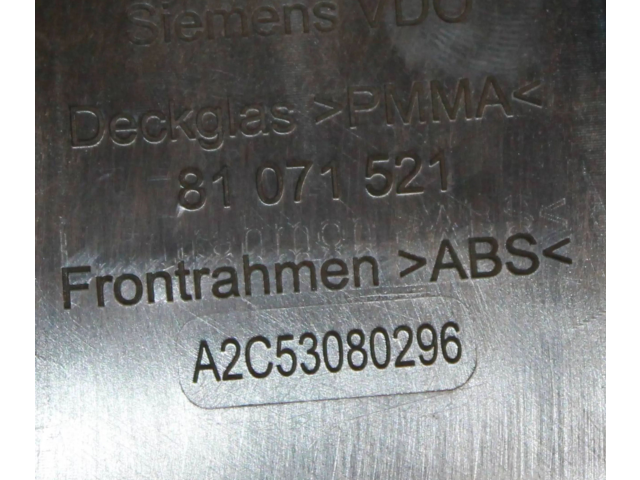 Siemens VDO
Deckglas >PMMA<
81 071 521
Frontrahmen >ABS<
A2C53080296